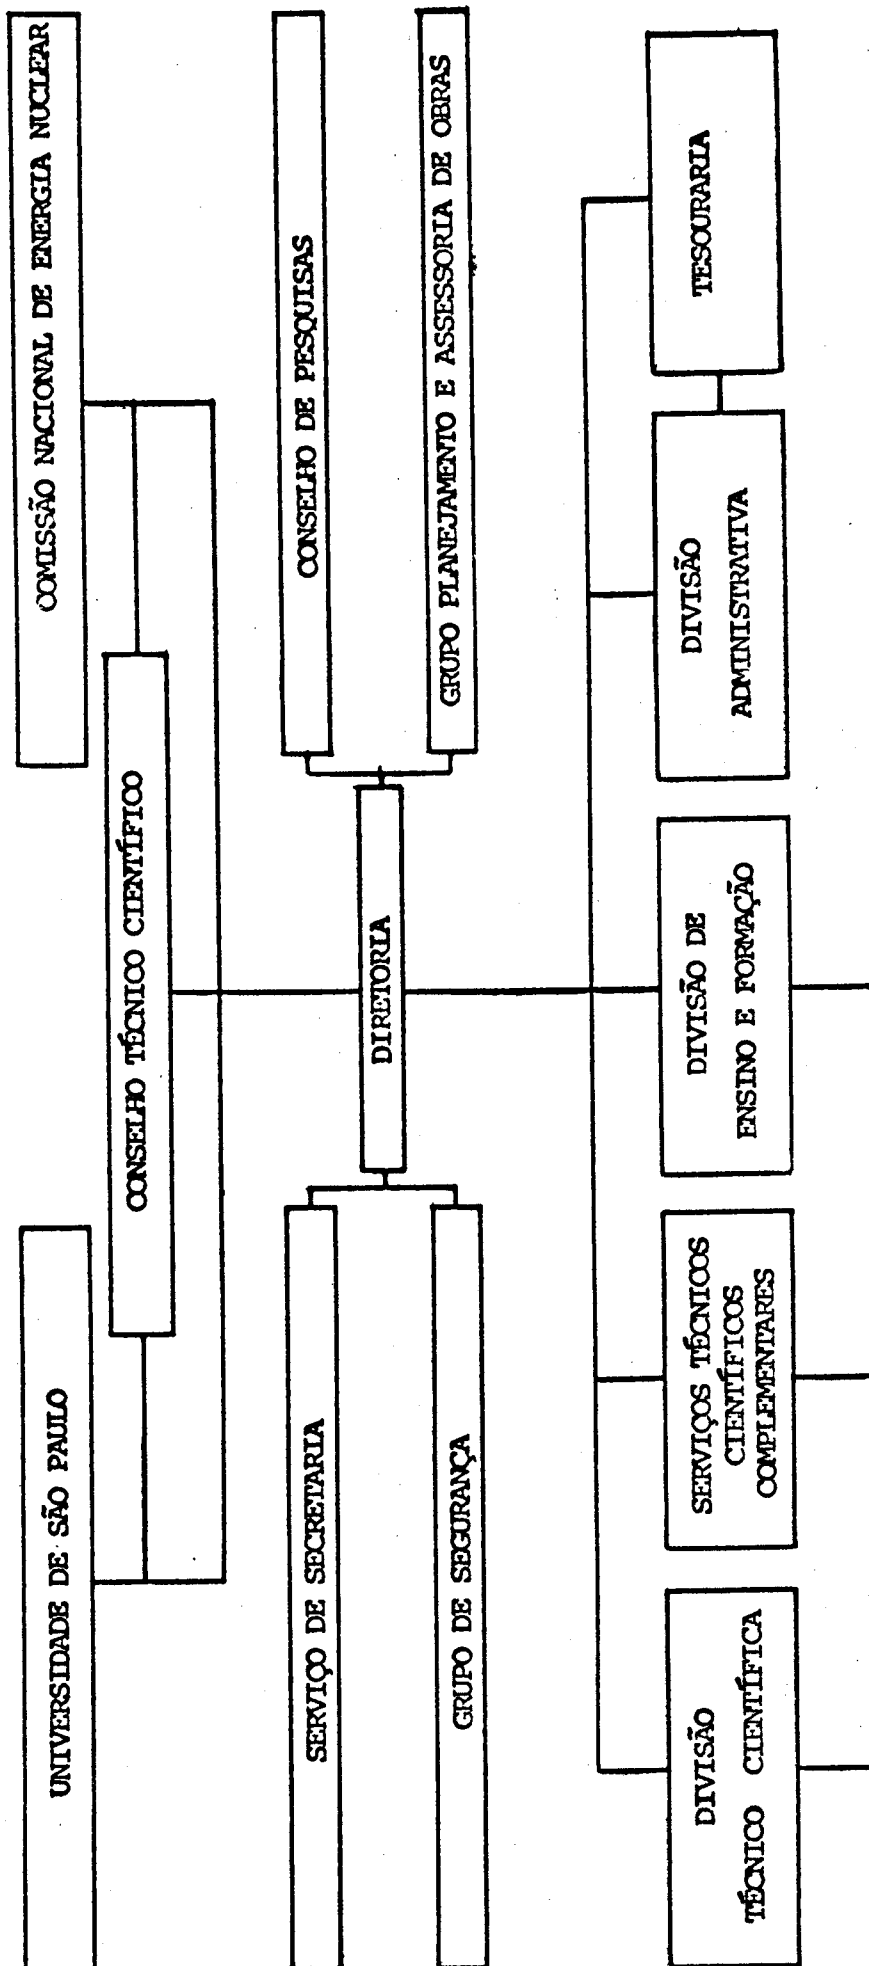 UNIVERSIDADE DE SÃO PAULO
COMISSÃO NACIONAL DE ENERGIA NUCLEAR
CONSELHO TÉCNICO CIENTÍFICO
SERVIÇO DE SECRETARIA
CONSELHO DE PESQUISAS
DIRETORIA
GRUPO DE SEGURANÇA
GRUPO PLANEJAMENTO E ASSESSORIA DE OBRAS
DIVISÃO
TÉCNICO CIENTÍFICA
SERVIÇOS TÉCNICOS
CIENTÍFICOS
COMPLEMENTARES
DIVISÃO DE
ENSINO E FORMAÇÃO
DIVISÃO
ADMINISTRATIVA
TESOURARIA